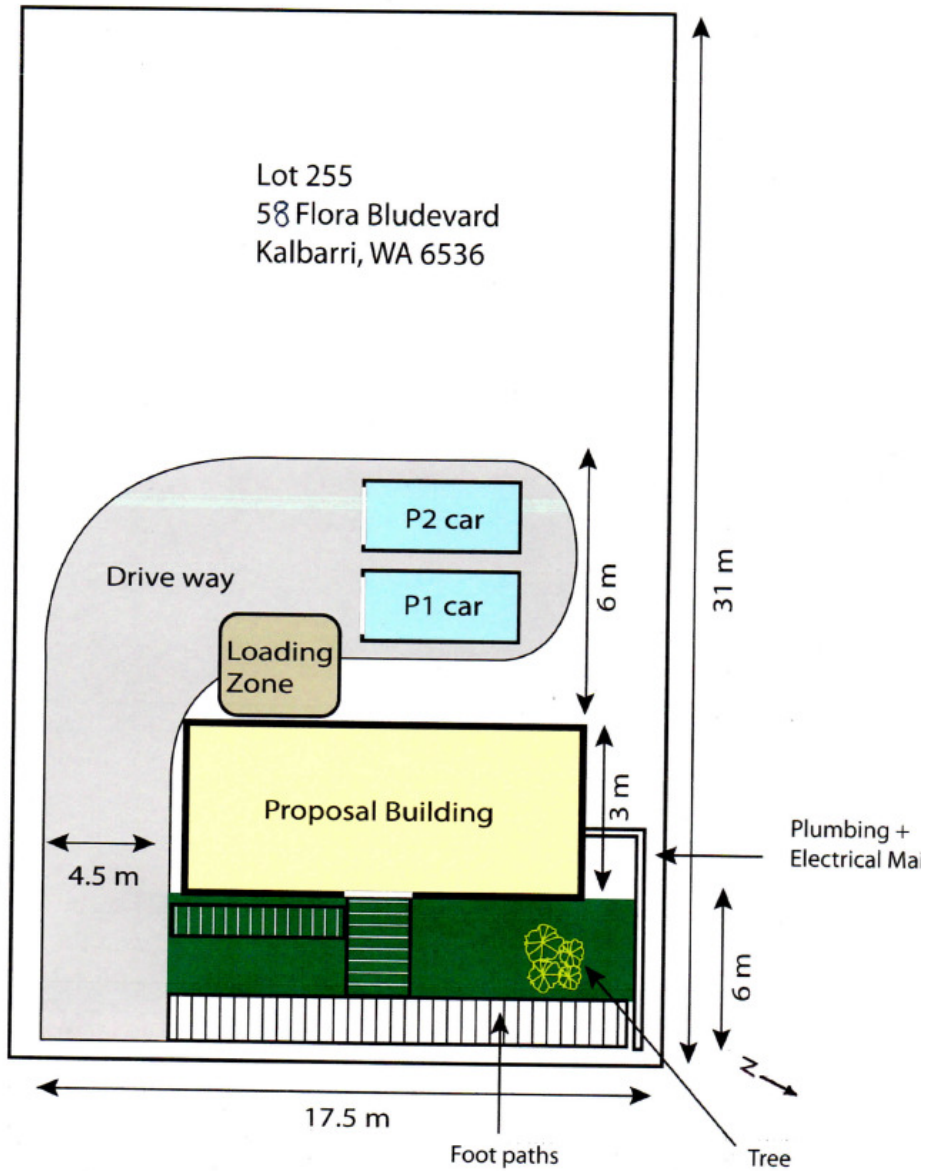 Lot 255
58 Flora Bludevard
Kalbarri, WA 6536
P2 car
Drive way
P1 car
6 m
31 m
Loading
Zone
Proposal Building
3 m
Plumbing +
Electrical Mai
4.5 m
6 m
N
17.5 m
Foot paths
Tree